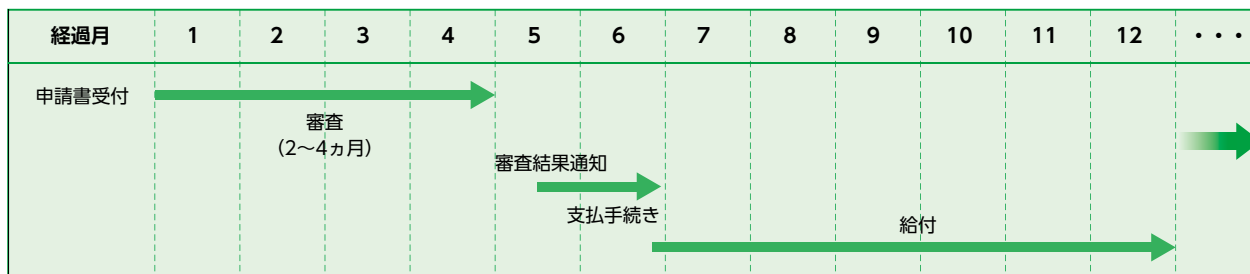 経過月 1 2 3 4 5 6 7 8 9 10 11 12 ・・・
申請書受付
審査
（2～4ヵ月）
審査結果通知
支払手続き
給付